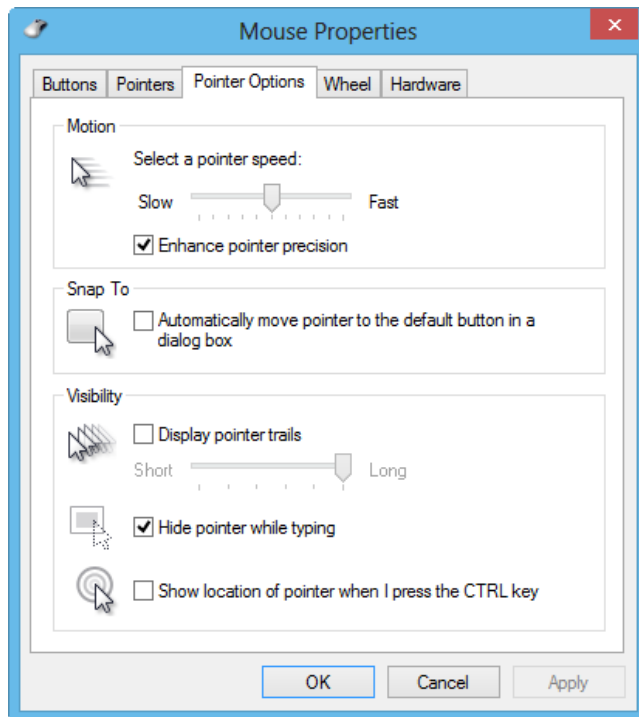 Mouse Properties
Buttons Pointers Pointer Options Wheel Hardware
Motion
Select a pointer speed:
Slow Fast
Enhance pointer precision
Snap To
Automatically move pointer to the default button in a
dialog box
Visibility
Display pointer trails
Short Long
Hide pointer while typing
Show location of pointer when I press the CTRL key
OK Cancel Apply